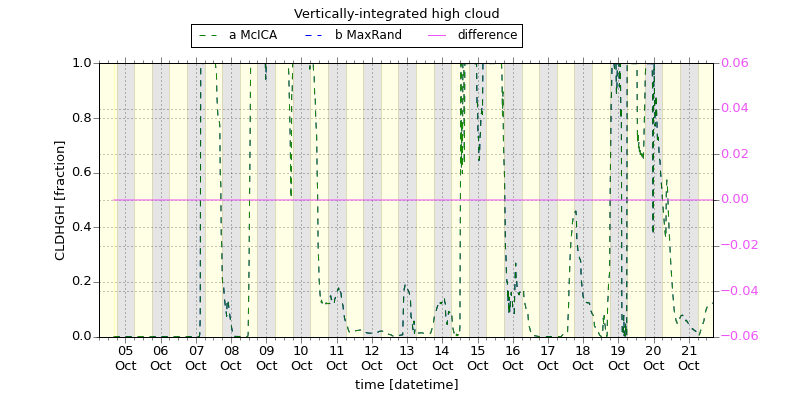 Vertically-integrated high cloud
a McICA b MaxRand difference
1.0
0.8
0.6
0.4
0.2
0.0
CLDHGH [fraction]
0.06
0.04
0.02
0.00
−0.02
−0.04
−0.06
05 07 07 08 09 10 11 12 13 14 15 16 17 18 19 20 21
Oct Oct Oct Oct Oct Oct Oct Oct Oct Oct Oct Oct Oct Oct Oct Oct Oct
time [datetime]